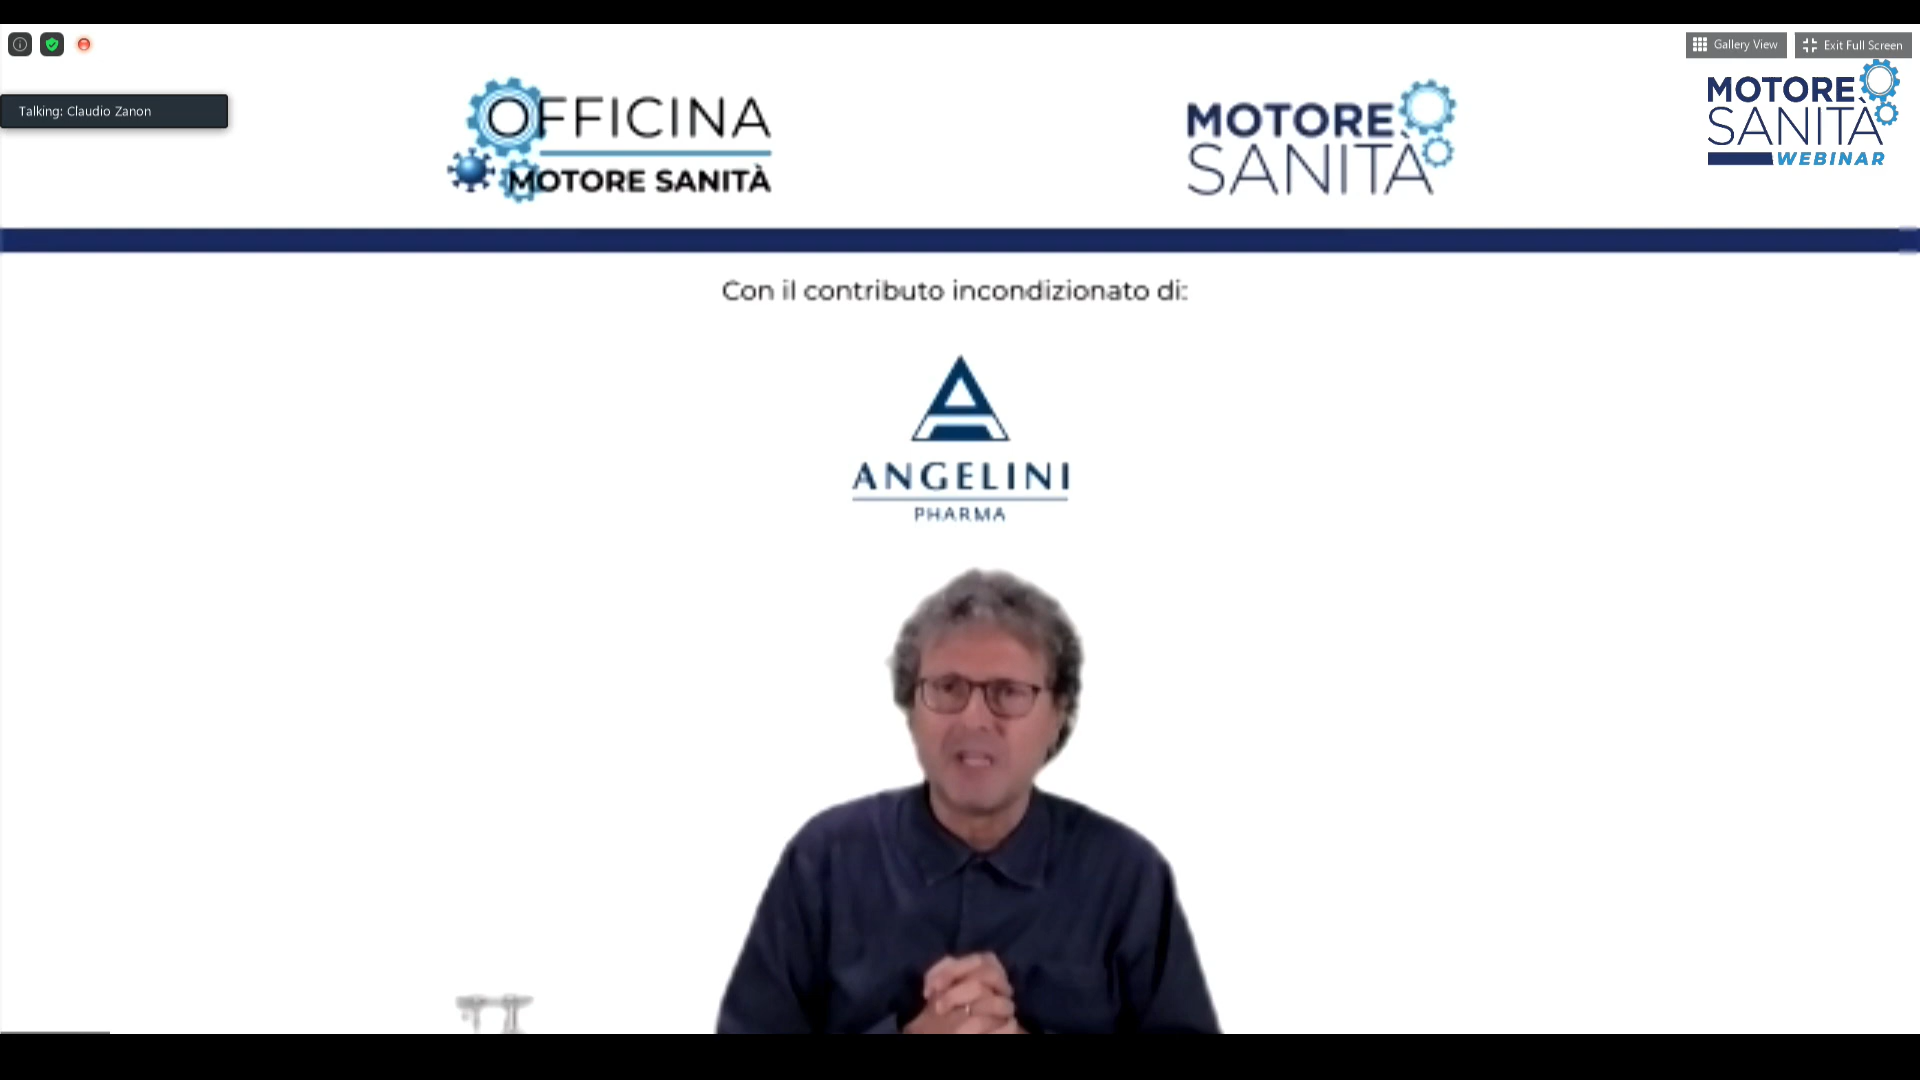 Gallery View
Exit Full Screen
Talking: Claudio Zanon
OFFICINA
MOTORE SANITÀ
MOTORE
SANITÀ
MOTORE
SANITÀ
WEBINAR
Con il contributo incondizionato di:
ANGELINI
PHARMA